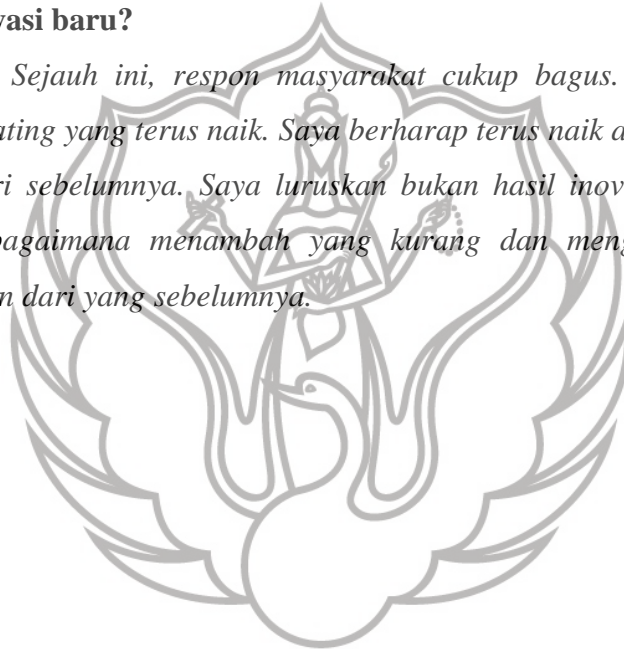 vasi baru?
Sejauh ini, respon masyarakat cukup bagus.
ating yang terus naik. Saya berharap terus naik
ri sebelumnya. Saya luruskan bukan hasil inov
bagaimana menambah yang kurang dan meng
n dari yang sebelumnya.